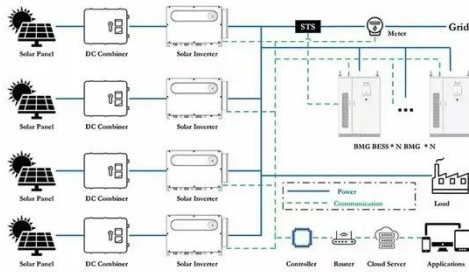 STS
Meter
Grid
Solar Panel
DC Combiner
Solar Inverter
Solar Panel
DC Combiner
Solar Inverter
BMG BESS * N BMG * N
Solar Panel
DC Combiner
Solar Inverter
Power
Communication
Load
Solar Panel
DC Combiner
Solar Inverter
Controller
Router
Cloud Server
Applications